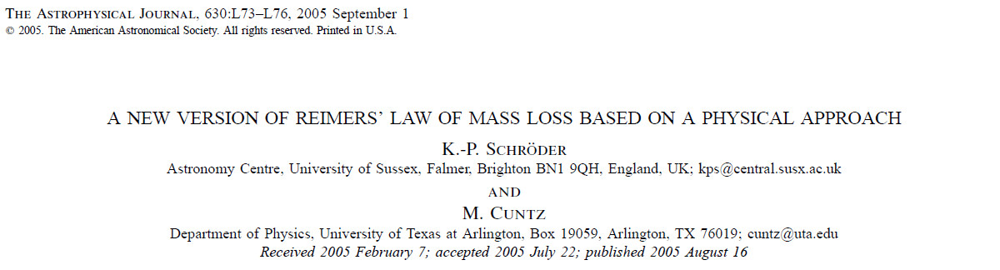 THE ASTROPHYSICAL JOURNAL, 630:L73–L76, 2005 September 1
© 2005. The American Astronomical Society. All rights reserved. Printed in U.S.A.
A NEW VERSION OF REIMERS’ LAW OF MASS LOSS BASED ON A PHYSICAL APPROACH
K.-P. SCHRÖDER
Astronomy Centre, University of Sussex, Falmer, Brighton BN1 9QH, England, UK; kps@central.susx.ac.uk
AND
M. CUNTZ
Department of Physics, University of Texas at Arlington, Box 19059, Arlington, TX 76019; cuntz@uta.edu
Received 2005 February 7; accepted 2005 July 22; published 2005 August 16